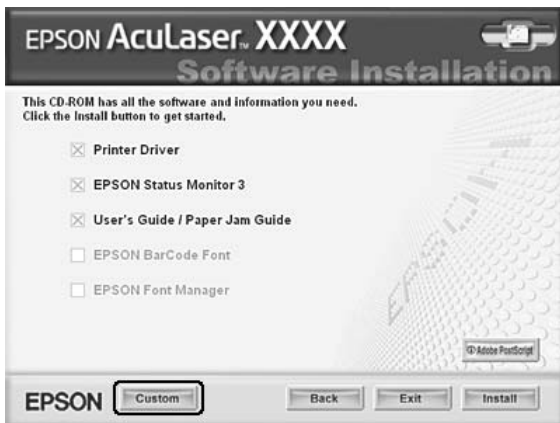 EPSON AcuLaser™ XXXX
Software Installation
This CD-ROM has all the software and information you need.
Click the Install button to get started.
Printer Driver
EPSON Status Monitor 3
User's Guide / Paper Jam Guide
EPSON BarCode Font
EPSON Font Manager
EPSON
Adobe PostScript
EPSON
Custom
Back
Exit
Install